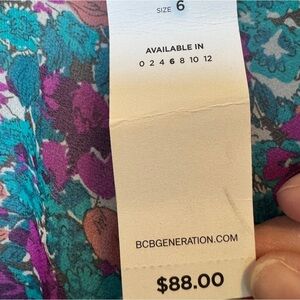 SIZE 6
AVAILABLE IN
0 2 4 6 8 10 12
BCBGENERATION.COM
$88.00